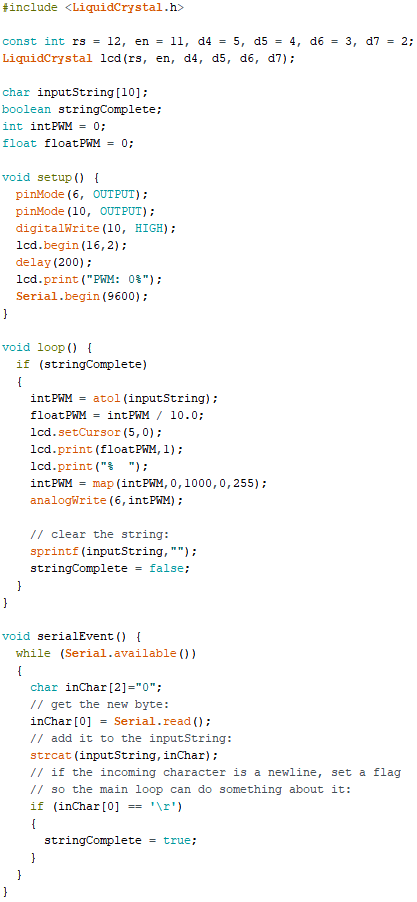 #include <LiquidCrystal.h>

const int rs = 12, en = 11, d4 = 5, d5 = 4, d6 = 3, d7 = 2;
LiquidCrystal lcd(rs, en, d4, d5, d6, d7);

char inputString[10];
boolean stringComplete;
int intPWM = 0;
float floatPWM = 0;

void setup() {
  pinMode(6, OUTPUT);
  pinMode(10, OUTPUT);
  digitalWrite(10, HIGH);
  lcd.begin(16,2);
  delay(200);
  lcd.print("PWM: 0%");
  Serial.begin(9600);
}

void loop() {
  if (stringComplete)
  {
    intPWM = atol(inputString);
    floatPWM = intPWM / 10.0;
    lcd.setCursor(5,0);
    lcd.print(floatPWM,1);
    lcd.print("%  ");
    intPWM = map(intPWM,0,1000,0,255);
    analogWrite(6,intPWM);

    // clear the string:
    sprintf(inputString,"");
    stringComplete = false;
  }
}

void serialEvent() {
  while (Serial.available())
  {
    char inChar[2]="0";
    // get the new byte:
    inChar[0] = Serial.read();
    // add it to the inputString:
    strcat(inputString,inChar);
    // if the incoming character is a newline, set a flag
    // so the main loop can do something about it:
    if (inChar[0] == '\r')
    {
      stringComplete = true;
    }
  }
}